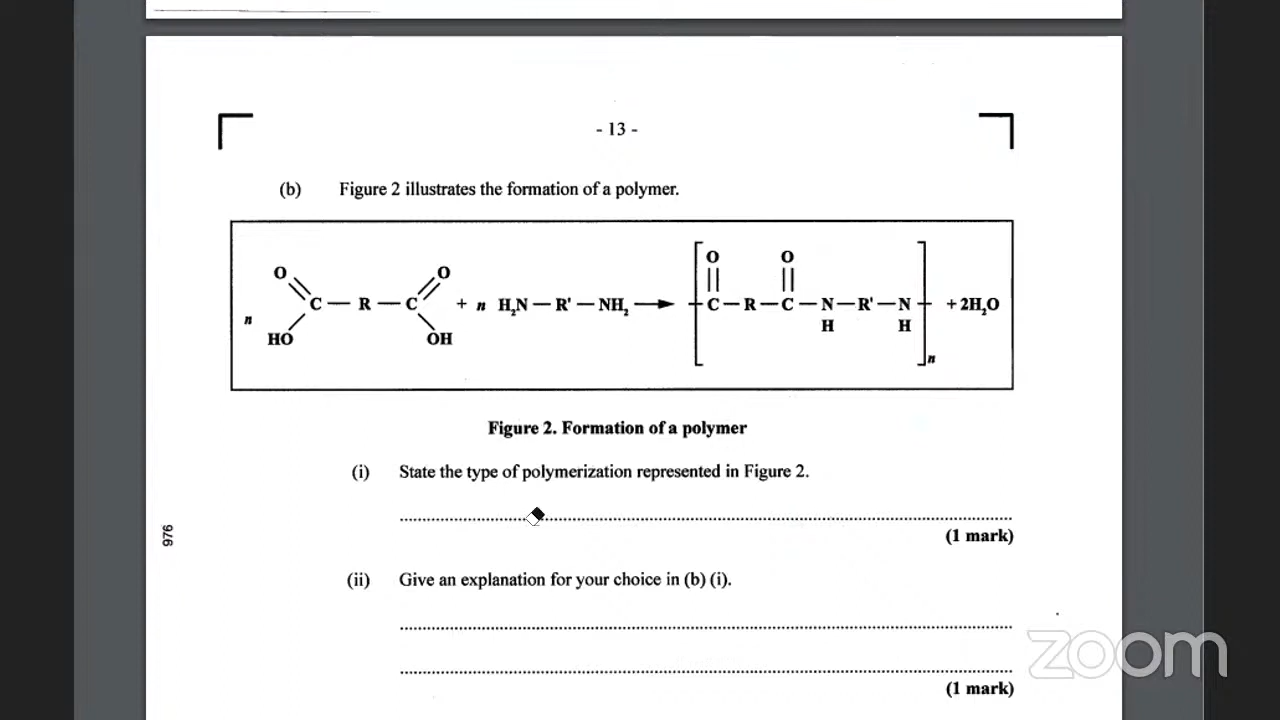 - 13 -
(b) Figure 2 illustrates the formation of a polymer.
O O O O
n HO C — R — C OH + n H₂N — R' — NH₂ → [ C — R — C — N — R' — N ]n + 2H₂O
H H
Figure 2. Formation of a polymer
(i) State the type of polymerization represented in Figure 2.
(1 mark)
976
(ii) Give an explanation for your choice in (b) (i).
(1 mark)
zoom